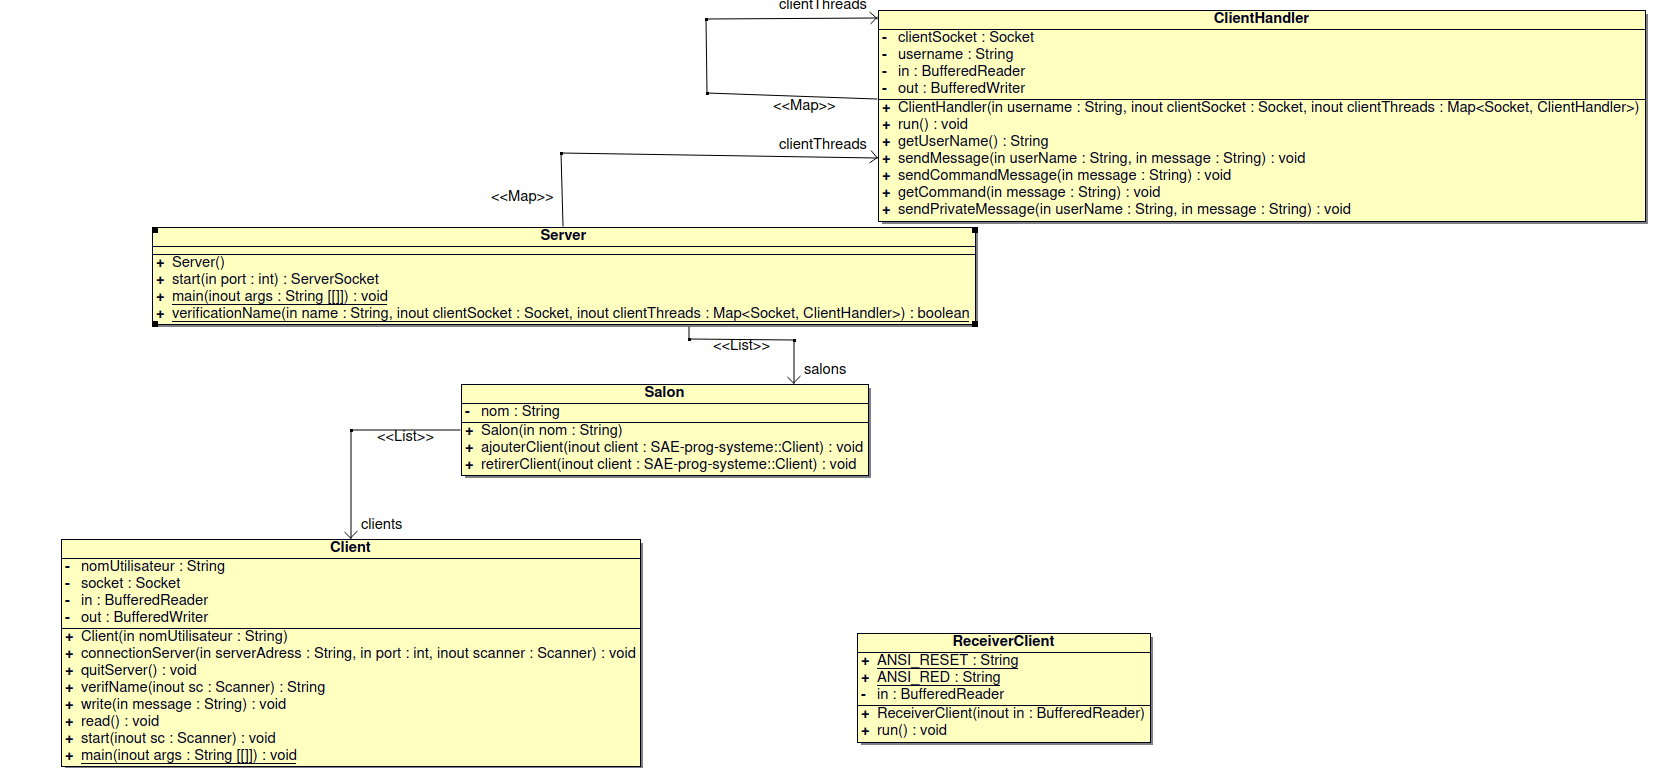 clientThreads
ClientHandler
- clientSocket : Socket
- username : String
- in : BufferedReader
- out : BufferedWriter
<<Map>>
+ ClientHandler(in username : String, inout clientSocket : Socket, inout clientThreads : Map<Socket, ClientHandler>)
+ run() : void
+ getUserName() : String
+ sendMessage(in userName : String, in message : String) : void
+ sendCommandMessage(in message : String) : void
+ getCommand(in message : String) : void
+ sendPrivateMessage(in userName : String, in message : String) : void
clientThreads
<<Map>>
Server
+ Server()
+ start(in port : int) : ServerSocket
+ main(inout args : String [[]]) : void
+ verificationName(in name : String, inout clientSocket : Socket, inout clientThreads : Map<Socket, ClientHandler>) : boolean
<<List>>
salons
Salon
- nom : String
+ Salon(in nom : String)
+ ajouterClient(inout client : SAE-prog-systeme::Client) : void
+ retirerClient(inout client : SAE-prog-systeme::Client) : void
<<List>>
clients
Client
- nomUtilisateur : String
- socket : Socket
- in : BufferedReader
- out : BufferedWriter
+ Client(in nomUtilisateur : String)
+ connectionServer(in serverAdress : String, in port : int, inout scanner : Scanner) : void
+ quitServer() : void
+ verifName(inout sc : Scanner) : String
+ write(in message : String) : void
+ read() : void
+ start(inout sc : Scanner) : void
+ main(inout args : String [[]]) : void
ReceiverClient
+ ANSI_RESET : String
+ ANSI_RED : String
- in : BufferedReader
+ ReceiverClient(inout in : BufferedReader)
+ run() : void